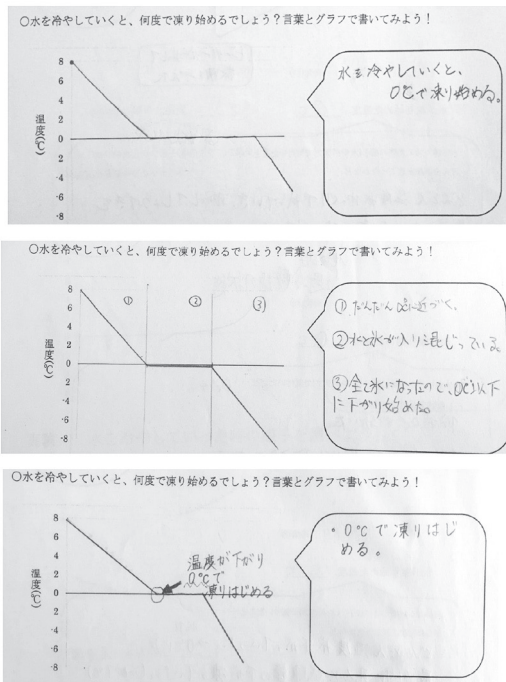 ○水を冷やしていくと、何度で凍り始めるでしょう？言葉とグラフで書いてみよう！
8
6
4
2
0
-2
-4
-6
-8
温度(℃)
水を冷やしていくと、
0℃で凍り始める。
○水を冷やしていくと、何度で凍り始めるでしょう？言葉とグラフで書いてみよう！
8
6
4
2
0
-2
-4
-6
-8
温度(℃)
① ② ③
①だんだん0℃に近づく。
②水と氷が入り混じっている。
③全て氷になったので、0℃以下
に下がり始めた。
○水を冷やしていくと、何度で凍り始めるでしょう？言葉とグラフで書いてみよう！
8
6
4
2
0
-2
-4
-6
-8
温度(℃)
温度が下がり
0℃で
凍りはじめる
・0℃で凍りはじ
める。